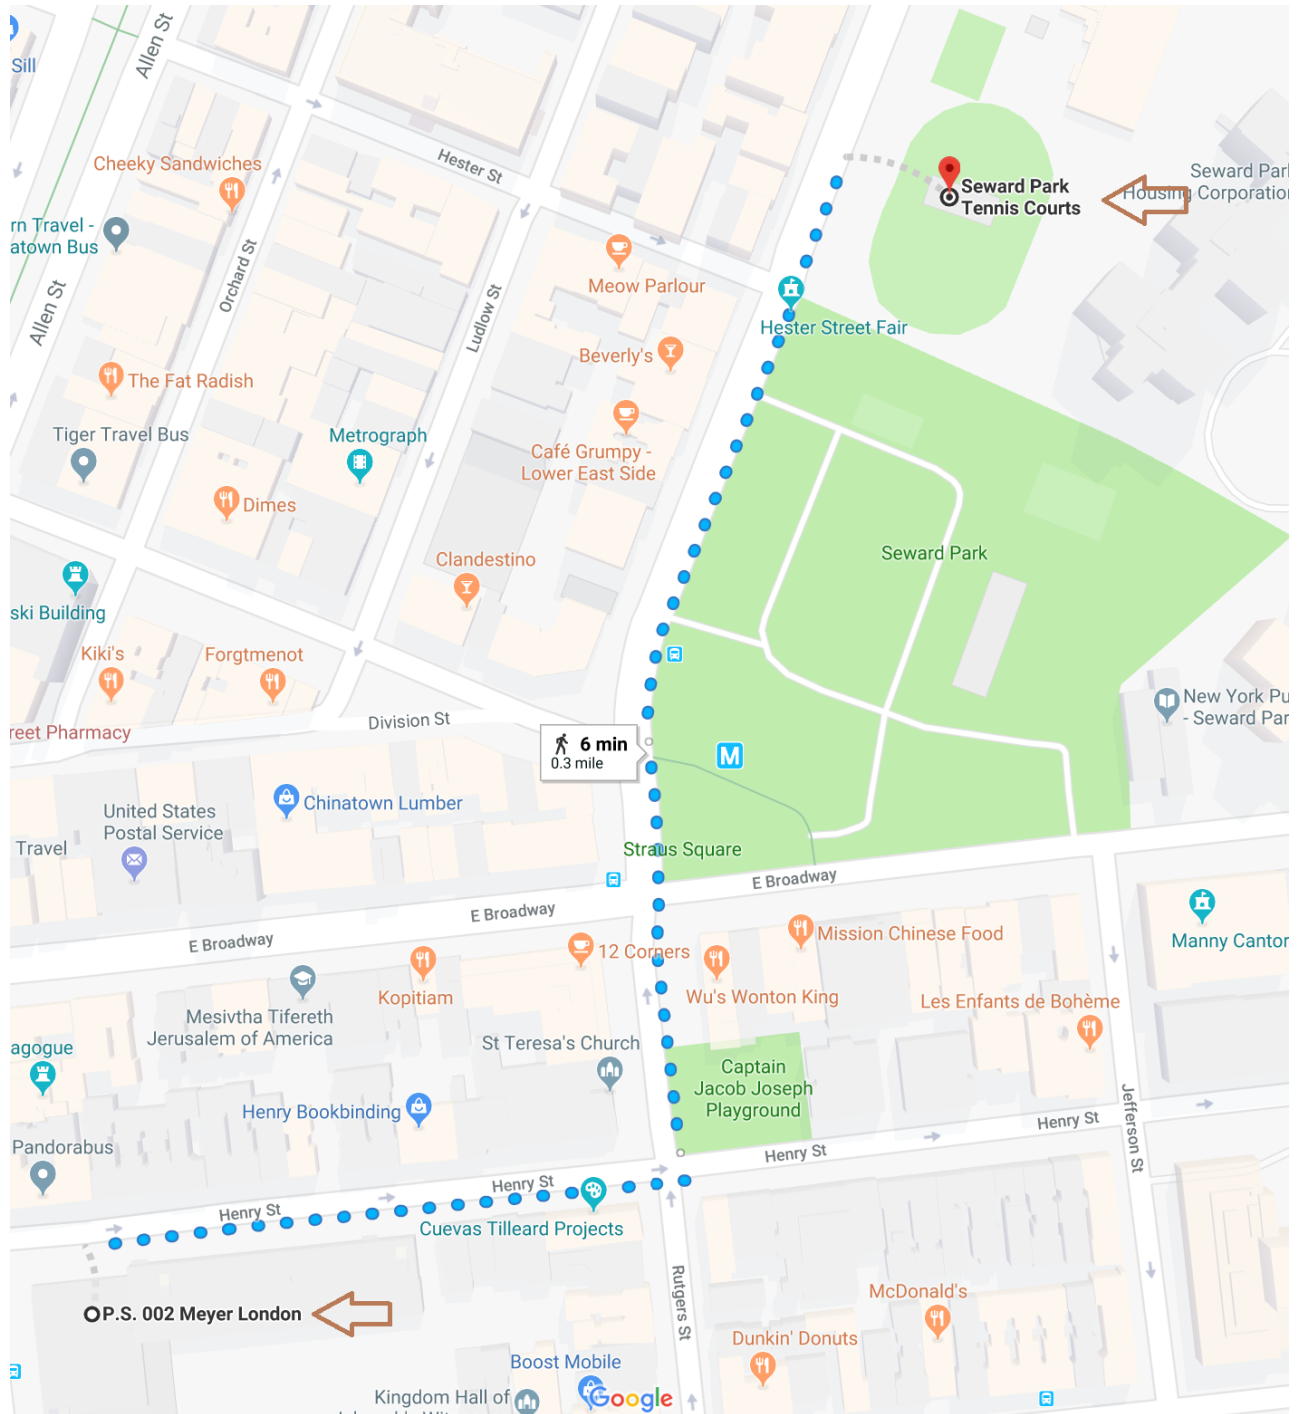 Allen St
Sill
Cheeky Sandwiches
Hester St
Seward Park
Tennis Courts
Seward
Housing
rn Travel -
atown Bus
Orchard St
Meow Parlour
Allen St
Ludlow St
Hester Street Fair
Beverly's
The Fat Radish
Tiger Travel Bus
Metrograph
Café Grumpy -
Lower East Side
Dimes
Seward Park
Clandestino
ski Building
Kiki's
Forgtmenot
New York
- Seward
reet Pharmacy
Division St
6 min
0.3 mile
M
Chinatown Lumber
United States
Postal Service
Travel
Straus Square
E Broadway
E Broadway
E Broadway
12 Corners
Mission Chinese Food
Manny Cantor
Kopitiam
Wu's Wonton King
Les Enfants de Bohème
Mesivtha Tifereth
Jerusalem of America
St Teresa's Church
agogue
Captain
Jacob Joseph
Playground
Henry Bookbinding
Jefferson St
Henry St
Pandorabus
Henry St
Henry St
Henry St
Cuevas Tilleard Projects
Rutgers St
P.S. 002 Meyer London
McDonald's
Dunkin' Donuts
Boost Mobile
Kingdom Hall of
Google